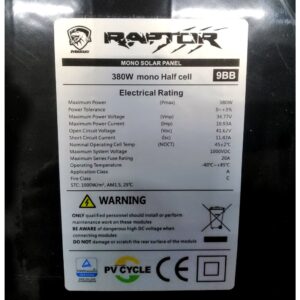 RAPTOR
MONO SOLAR PANEL
380W mono Half cell 9BB
Electrical Rating
Maximum Power (Pmax) 380W
Power Tolerance 0~+3%
Maximum Power Voltage (Vmp) 34.77V
Maximum Power Current (Imp) 10.93A
Open Circuit Voltage (Voc) 41.62V
Short Circuit Current (Isc) 11.42A
Nominal Operating Cell Temp (NOCT) 45±2°C
Maximum System Voltage 1000VDC
Maximum Series Fuse Rating 20A
Operating Temperature -40°C~+85°C
Application Class A
Fire Class C
STC: 1000W/m², AM1.5, 25°C
WARNING
ONLY qualified personnel should install or perform
maintenance work on these modules
BE AWARE of dangerous high DC voltage when
connecting modules
DO NOT damage or scratch the rear surface of the module
PV CYCLE
CE